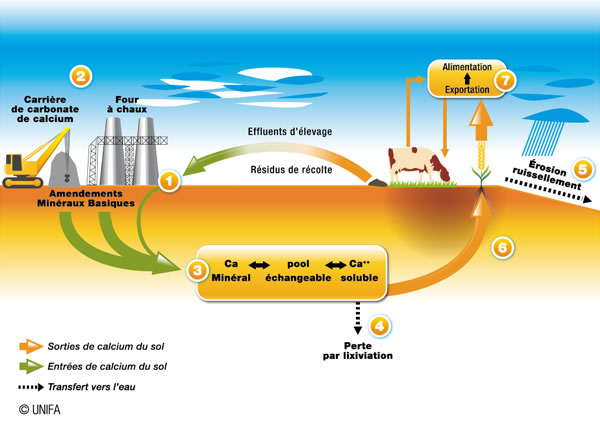 2
Carrière
de carbonate
de calcium
Four
à chaux
Alimentation
7
Exportation
Effluents d'élevage
Résidus de récolte
Érosion
ruissellement
5
1
Amendements
Minéraux Basiques
6
3
Ca
pool
Ca++
Minéral
échangeable
soluble
4
Perte
par lixiviation
Sorties de calcium du sol
Entrées de calcium du sol
Transfert vers l'eau
© UNIFA